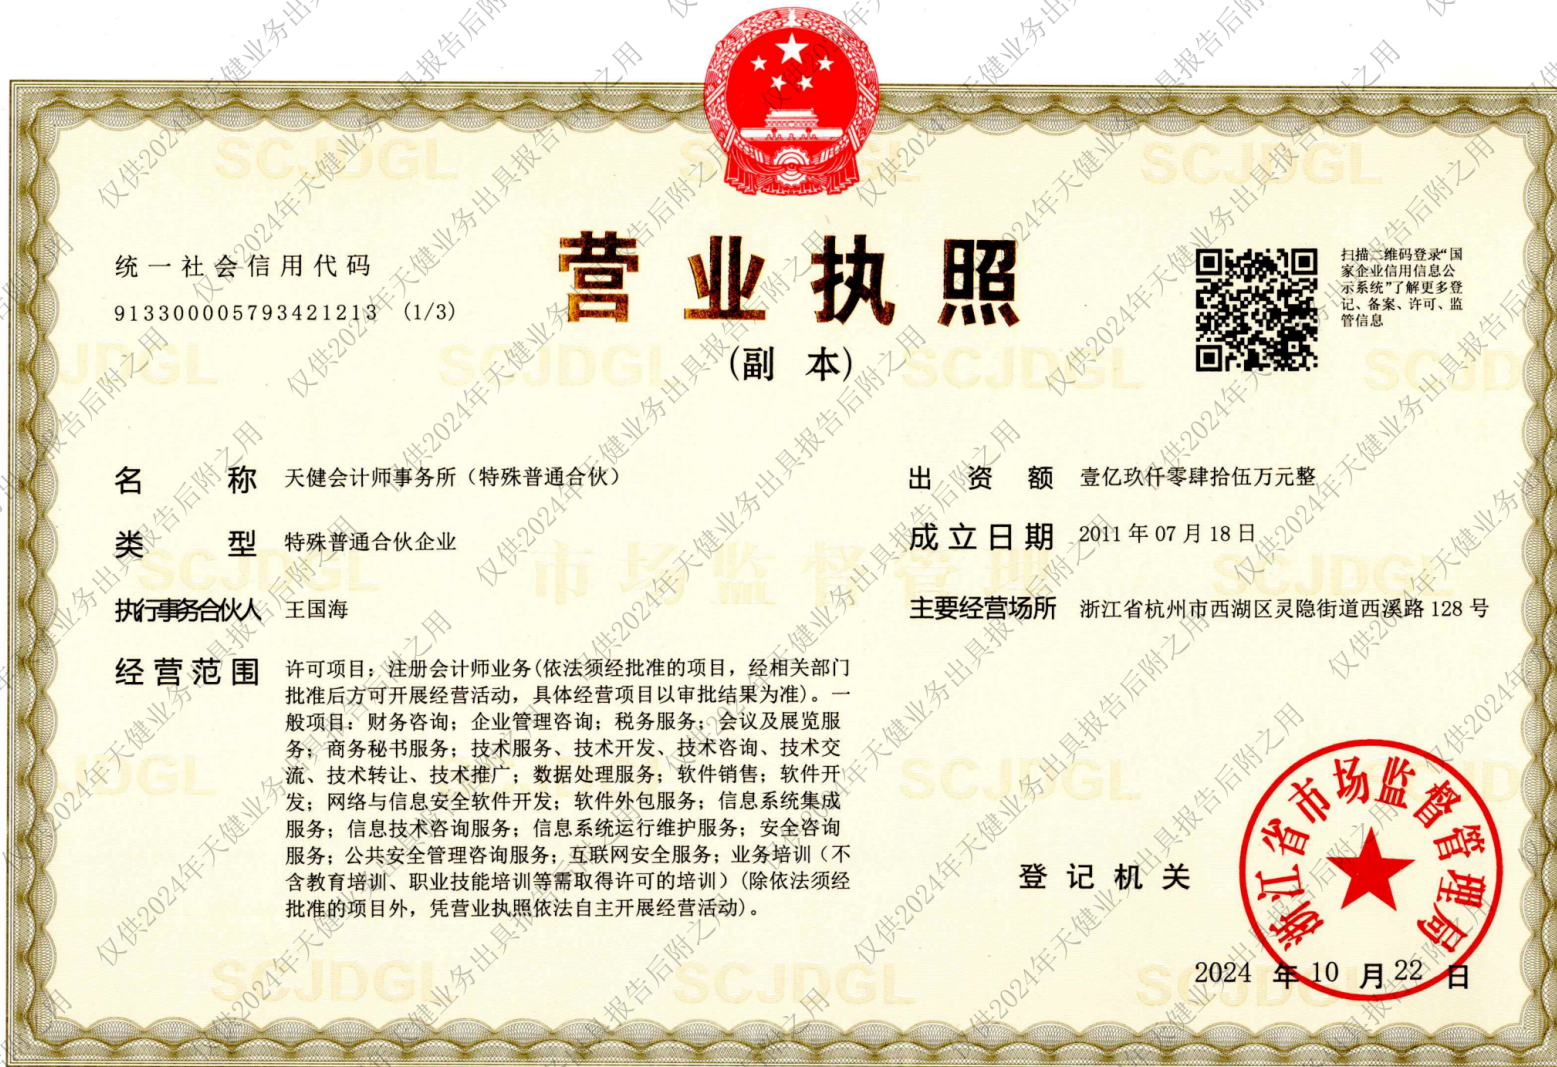 营业执照
(副 本)
统一社会信用代码
913300005793421213 (1/3)
扫描二维码登录“国
家企业信用信息公
示系统”了解更多登
记、备案、许可、监
管信息
名 称 天健会计师事务所（特殊普通合伙）
类 型 特殊普通合伙企业
执行事务合伙人 王国海
经营范围 许可项目：注册会计师业务(依法须经批准的项目，经相关部门
批准后方可开展经营活动，具体经营项目以审批结果为准)。一
般项目：财务咨询；企业管理咨询；税务服务；会议及展览服
务；商务秘书服务；技术服务、技术开发、技术咨询、技术交
流、技术转让、技术推广；数据处理服务；软件销售；软件开
发；网络与信息安全软件开发；软件外包服务；信息系统集成
服务；信息技术咨询服务；信息系统运行维护服务；安全咨询
服务；公共安全管理咨询服务；互联网安全服务；业务培训（不
含教育培训、职业技能培训等需取得许可的培训）(除依法须经
批准的项目外，凭营业执照依法自主开展经营活动)。
出 资 额 壹亿玖仟零肆拾伍万元整
成立日期 2011 年 07 月 18 日
主要经营场所 浙江省杭州市西湖区灵隐街道西溪路 128 号
登记机关
浙江省市场监督管理局
2024 年 10 月 22 日
仅供2024年天健业务出具报告后附之用
SCJDGL
市场监督管理